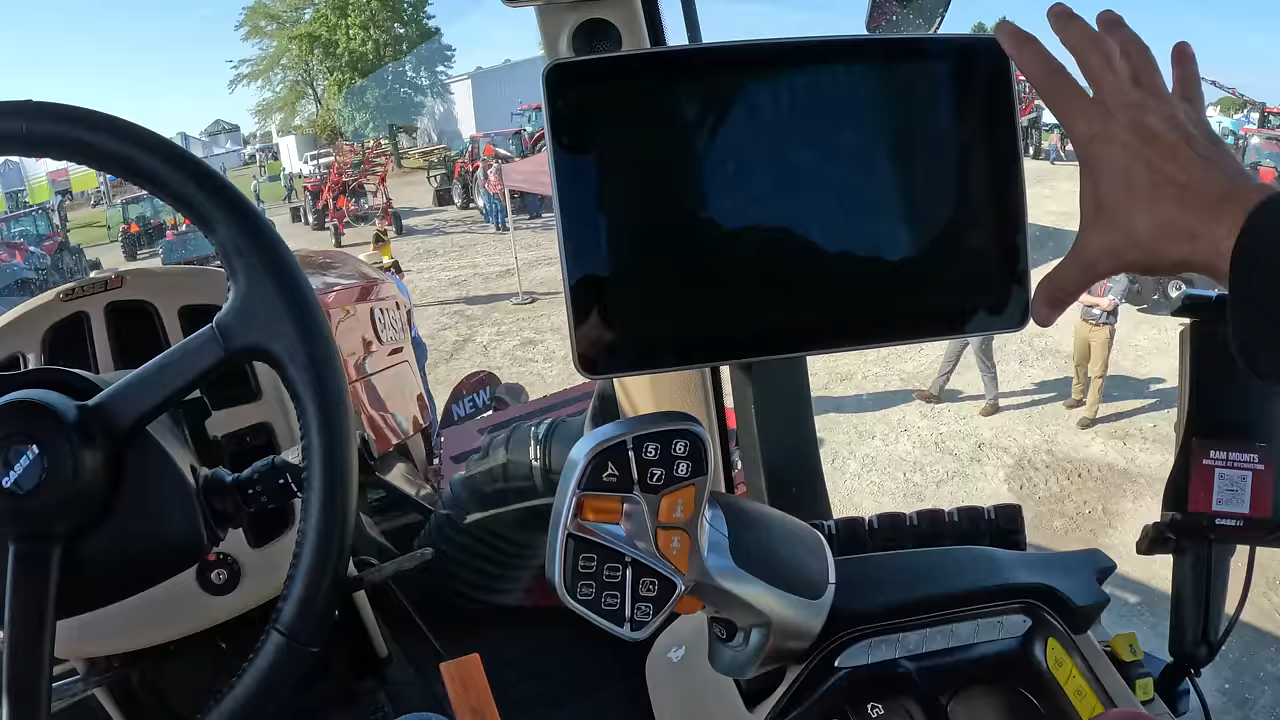 CASE IH
CASE
NEW
5
6
7
8
AUTO
RAM MOUNTS
AVAILABLE AT MYCNHSTORE
CASE IH
CASE IH